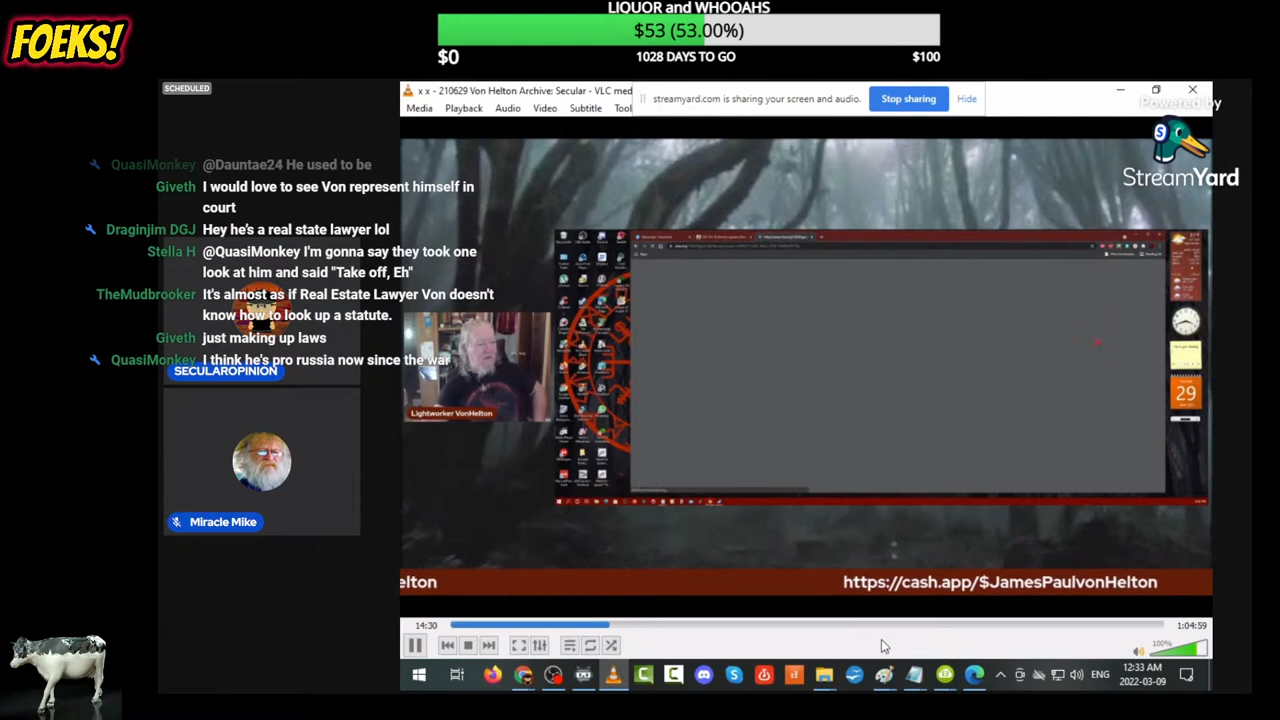 FOEKS!
LIQUOR and WHOOAHS
$53 (53.00%)
$0
1028 DAYS TO GO
$100
SCHEDULED
x x - 210629 Von Helton Archive: Secular - VLC med
streamyard.com is sharing your screen and audio.
Stop sharing
Hide
Media Playback Audio Video Subtitle Tool
Powered by
StreamYard
QuasiMonkey @Dauntae24 He used to be
Giveth I would love to see Von represent himself in
court
Draginjim DGJ Hey he's a real state lawyer lol
Stella H @QuasiMonkey I'm gonna say they took one
look at him and said "Take off, Eh"
TheMudbrooker It's almost as if Real Estate Lawyer Von doesn't
know how to look up a statute.
Giveth just making up laws
QuasiMonkey I think he's pro russia now since the war
SECULAROPINION
Lightworker VonHelton
29
Miracle Mike
elton
https://cash.app/$JamesPaulvonHelton
14:30
1:04:59
100%
ENG
12:33 AM
2022-03-09